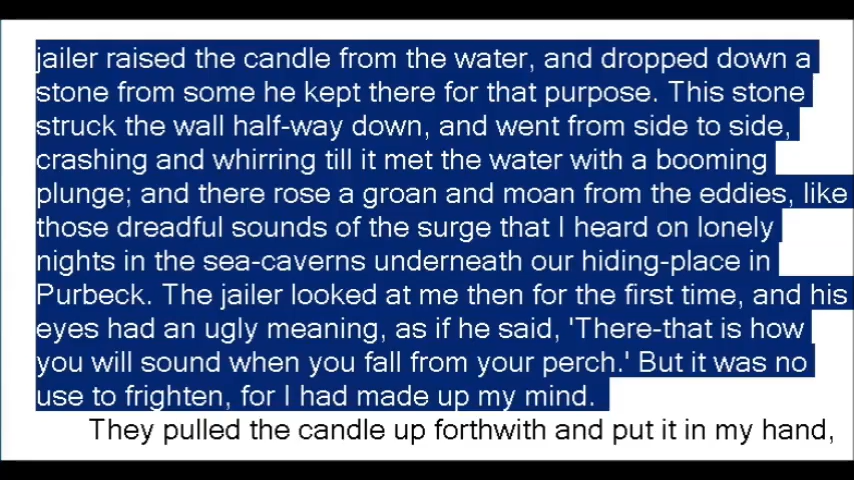 jailer raised the candle from the water, and dropped down a
stone from some he kept there for that purpose. This stone
struck the wall half-way down, and went from side to side,
crashing and whirring till it met the water with a booming
plunge; and there rose a groan and moan from the eddies, like
those dreadful sounds of the surge that I heard on lonely
nights in the sea-caverns underneath our hiding-place in
Purbeck. The jailer looked at me then for the first time, and his
eyes had an ugly meaning, as if he said, 'There-that is how
you will sound when you fall from your perch.' But it was no
use to frighten, for I had made up my mind.
They pulled the candle up forthwith and put it in my hand,